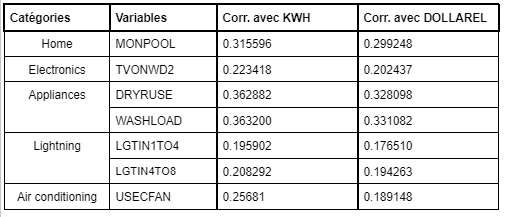 Catégories Variables Corr. avec KWH Corr. avec DOLLAREL
Home MONPOOL 0.315596 0.299248
Electronics TVONWD2 0.223418 0.202437
Appliances DRYRUSE 0.362882 0.328098
WASHLOAD 0.363200 0.331082
Lightning LGTIN1TO4 0.195902 0.176510
LGTIN4TO8 0.208292 0.194263
Air conditioning USECFAN 0.25681 0.189148